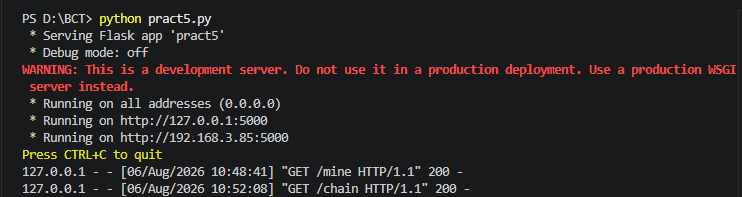 PS D:\BCT> python pract5.py
 * Serving Flask app 'pract5'
 * Debug mode: off
WARNING: This is a development server. Do not use it in a production deployment. Use a production WSGI
 server instead.
 * Running on all addresses (0.0.0.0)
 * Running on http://127.0.0.1:5000
 * Running on http://192.168.3.85:5000
Press CTRL+C to quit
127.0.0.1 - - [06/Aug/2026 10:48:41] "GET /mine HTTP/1.1" 200 -
127.0.0.1 - - [06/Aug/2026 10:52:08] "GET /chain HTTP/1.1" 200 -